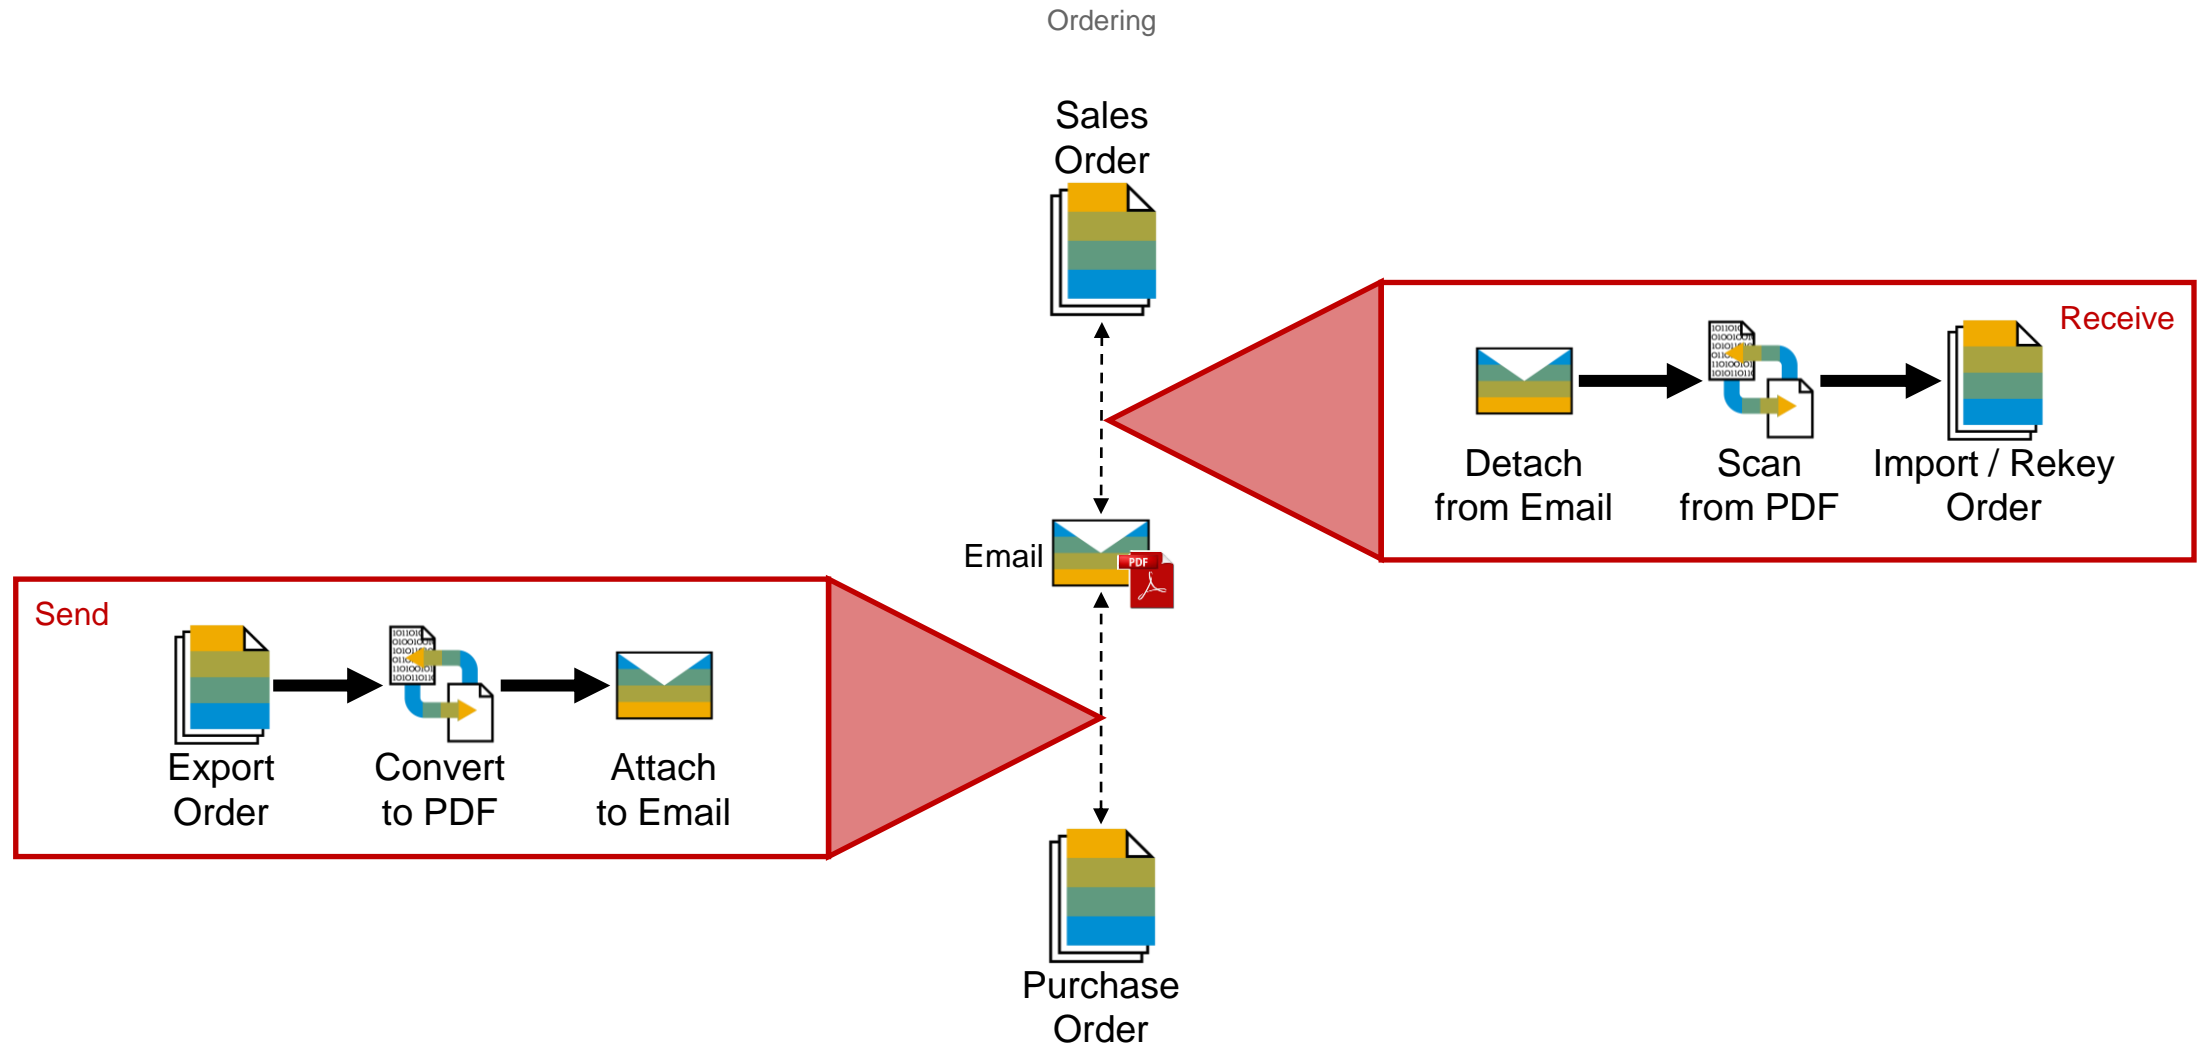 Ordering
Sales
Order
Receive
Detach
from Email
Scan
from PDF
Import / Rekey
Order
Email
PDF
Send
Export
Order
Convert
to PDF
Attach
to Email
Purchase
Order